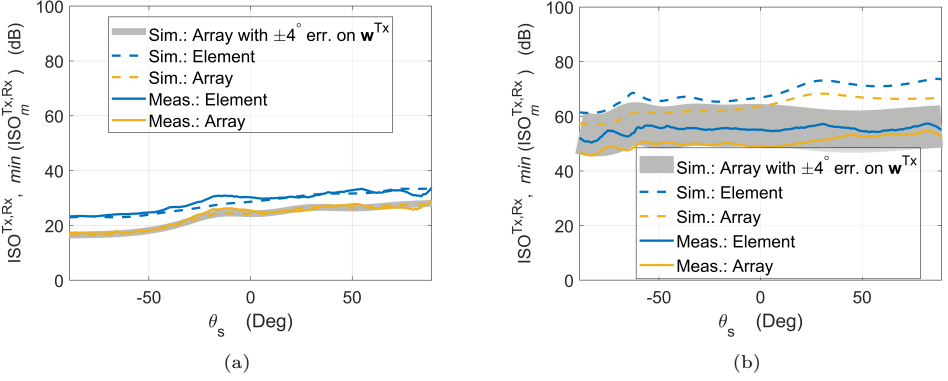 100
80
60
40
20
0
-50
0
50
θs (Deg)
ISO^Tx,Rx , min (ISO_m^Tx,Rx) (dB)
Sim.: Array with ±4° err. on w^Tx
Sim.: Element
Sim.: Array
Meas.: Element
Meas.: Array
(a)
100
80
60
40
20
0
-50
0
50
θs (Deg)
ISO^Tx,Rx , min (ISO_m^Tx,Rx) (dB)
Sim.: Array with ±4° err. on w^Tx
Sim.: Element
Sim.: Array
Meas.: Element
Meas.: Array
(b)